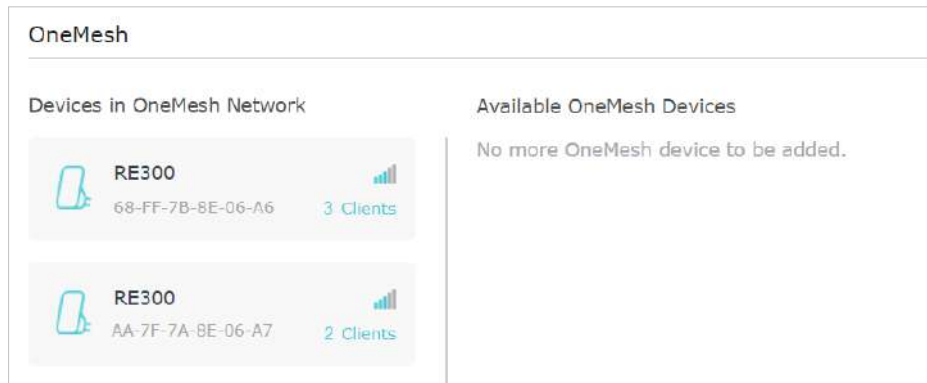 OneMesh
Devices in OneMesh Network
RE300
68-FF-7B-8E-06-A6
3 Clients
RE300
AA-7F-7A-8E-06-A7
2 Clients
Available OneMesh Devices
No more OneMesh device to be added.